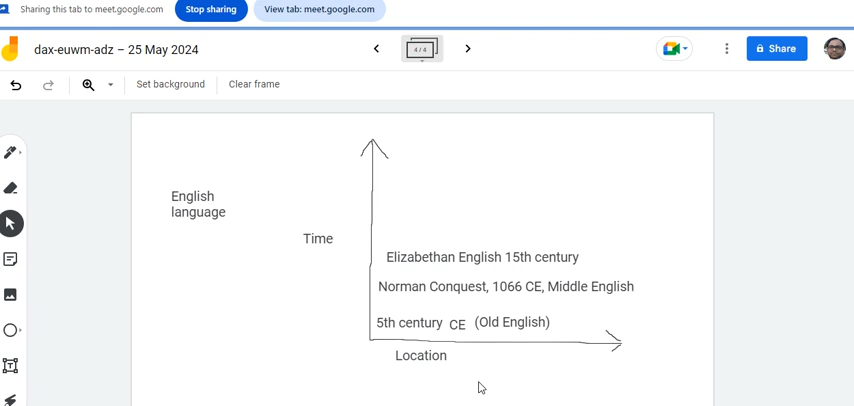 Sharing this tab to meet.google.com
Stop sharing
View tab: meet.google.com
dax-euwm-adz – 25 May 2024
4 / 4
Share
Set background
Clear frame
English
language
Time
Elizabethan English 15th century
Norman Conquest, 1066 CE, Middle English
5th century CE (Old English)
Location